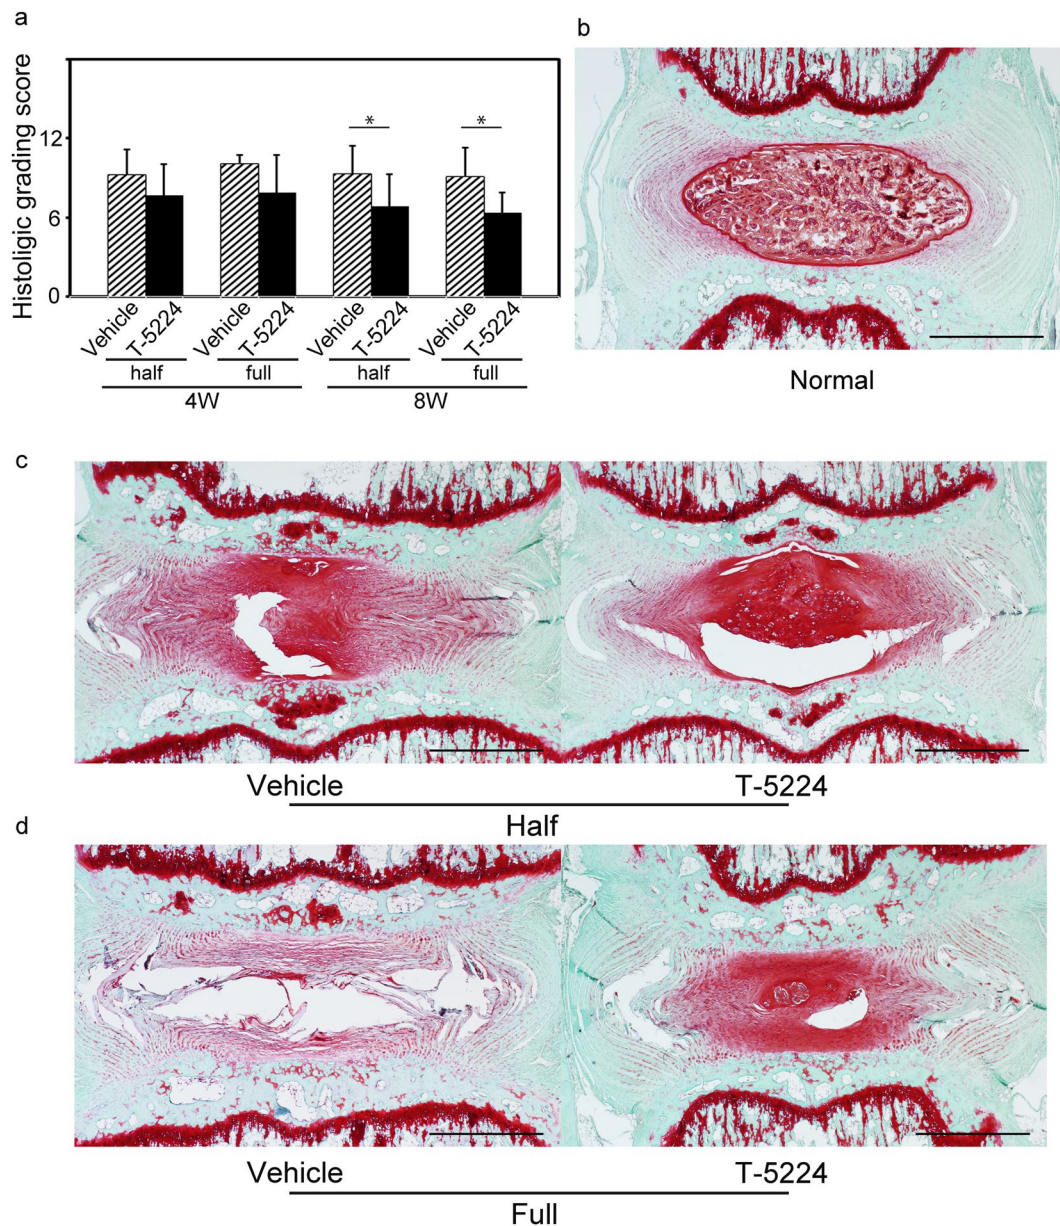 a
Histoligic grading score
12
6
0
* *
Vehicle T-5224 Vehicle T-5224 Vehicle T-5224 Vehicle T-5224
half full half full
4W 8W
b
Normal
c
Vehicle T-5224
Half
d
Vehicle T-5224
Full